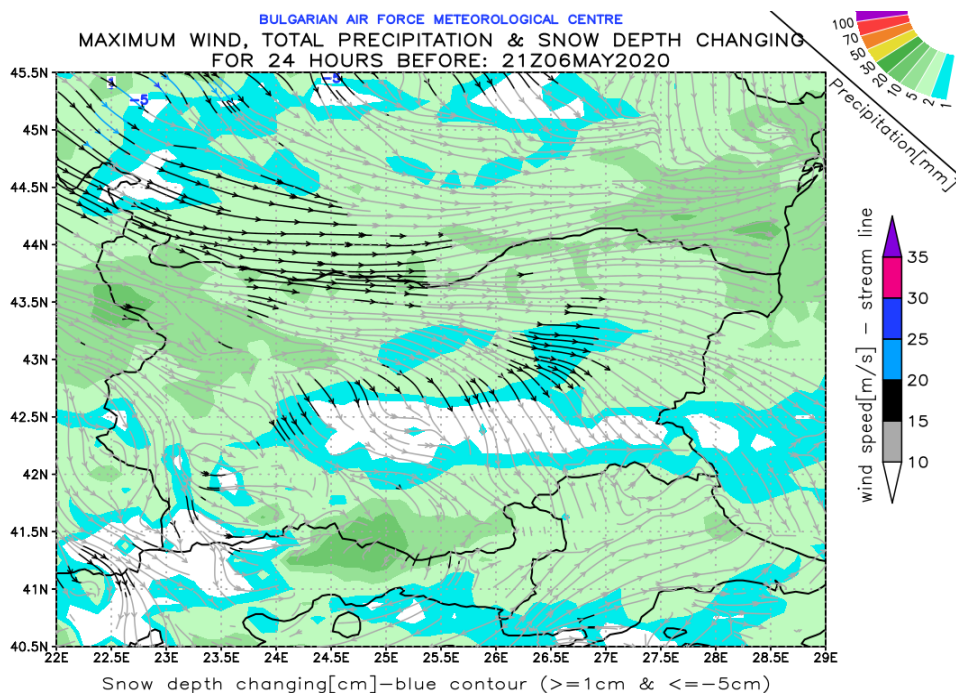 BULGARIAN AIR FORCE METEOROLOGICAL CENTRE
MAXIMUM WIND, TOTAL PRECIPITATION & SNOW DEPTH CHANGING
FOR 24 HOURS BEFORE: 21Z06MAY2020
100
70
50
30
20
10
5
2
1
Precipitation[mm]
1
-5
-5
45.5N
45N
44.5N
44N
43.5N
43N
42.5N
42N
41.5N
41N
40.5N
22E
22.5E
23E
23.5E
24E
24.5E
25E
25.5E
26E
26.5E
27E
27.5E
28E
28.5E
29E
35
30
25
20
15
10
wind speed[m/s] - stream line
Snow depth changing[cm]-blue contour (>=1cm & <=-5cm)